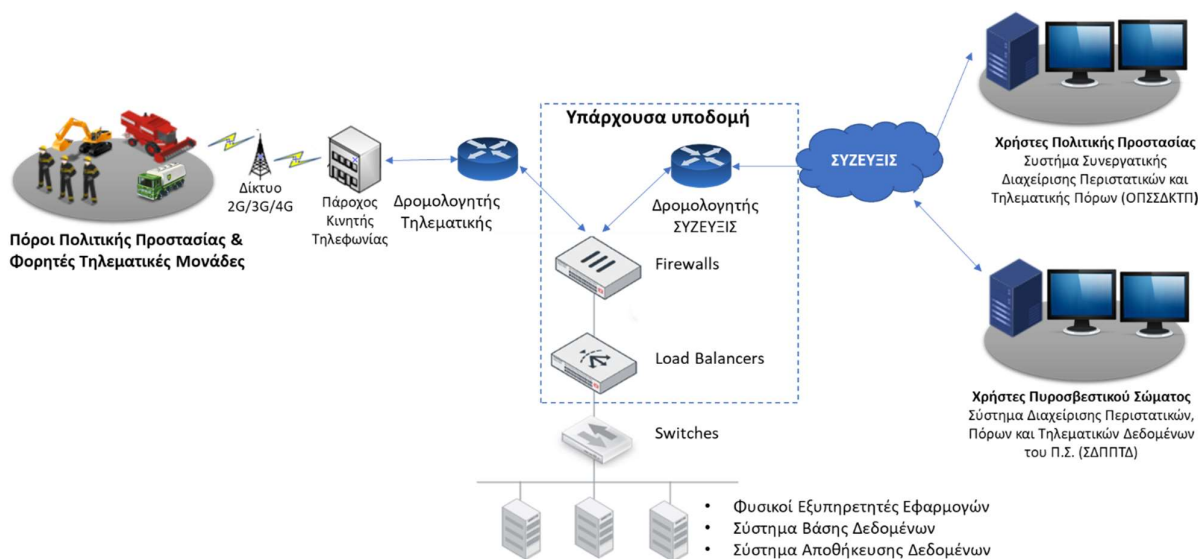 Υπάρχουσα υποδομή
Δίκτυο
2G/3G/4G
Πάροχος
Κινητής
Τηλεφωνίας
Πόροι Πολιτικής Προστασίας &
Φορητές Τηλεματικές Μονάδες
Δρομολογητής
Τηλεματικής
Δρομολογητής
ΣΥΖΕΥΞΙΣ
ΣΥΖΕΥΞΙΣ
Firewalls
Load Balancers
Switches
• Φυσικοί Εξυπηρετητές Εφαρμογών
• Σύστημα Βάσης Δεδομένων
• Σύστημα Αποθήκευσης Δεδομένων
Χρήστες Πολιτικής Προστασίας
Συστήμα Συνεργατικής
Διαχείρισης Περιστατικών και
Τηλεματικής Πόρων (ΟΠΣΣΔΚΤΠ)
Χρήστες Πυροσβεστικού Σώματος
Σύστημα Διαχείρισης Περιστατικών,
Πόρων και Τηλεματικών Δεδομένων
του Π.Σ. (ΣΔΠΠΤΔ)